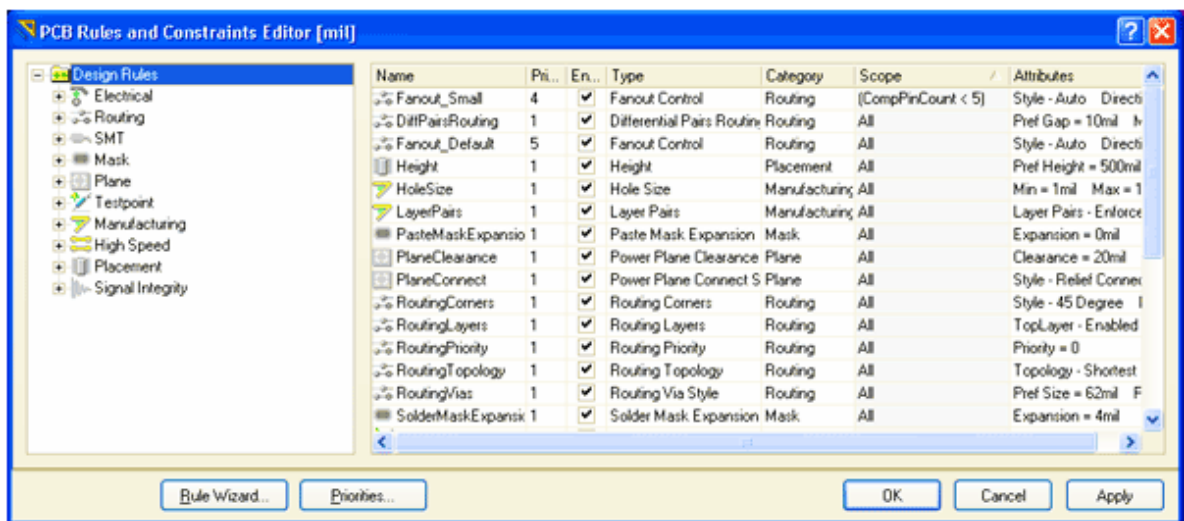 PCB Rules and Constraints Editor [mil]
Design Rules
Electrical
Routing
SMT
Mask
Plane
Testpoint
Manufacturing
High Speed
Placement
Signal Integrity
Name Pri... En... Type Category Scope Attributes
Fanout_Small 4 Fanout Control Routing (CompPinCount < 5) Style - Auto Directi
DiffPairsRouting 1 Differential Pairs Routin Routing All Pref Gap = 10mil
Fanout_Default 5 Fanout Control Routing All Style - Auto Directi
Height 1 Height Placement All Pref Height = 500mil
HoleSize 1 Hole Size Manufacturing All Min = 1mil Max = 1
LayerPairs 1 Layer Pairs Manufacturing All Layer Pairs - Enforce
PasteMaskExpansio 1 Paste Mask Expansion Mask All Expansion = 0mil
PlaneClearance 1 Power Plane Clearance Plane All Clearance = 20mil
PlaneConnect 1 Power Plane Connect S Plane All Style - Relief Connec
RoutingCorners 1 Routing Corners Routing All Style - 45 Degree
RoutingLayers 1 Routing Layers Routing All TopLayer - Enabled
RoutingPriority 1 Routing Priority Routing All Priority = 0
RoutingTopology 1 Routing Topology Routing All Topology - Shortest
RoutingVias 1 Routing Via Style Routing All Pref Size = 62mil F
SolderMaskExpansic 1 Solder Mask Expansion Mask All Expansion = 4mil
Rule Wizard... Priorities... OK Cancel Apply